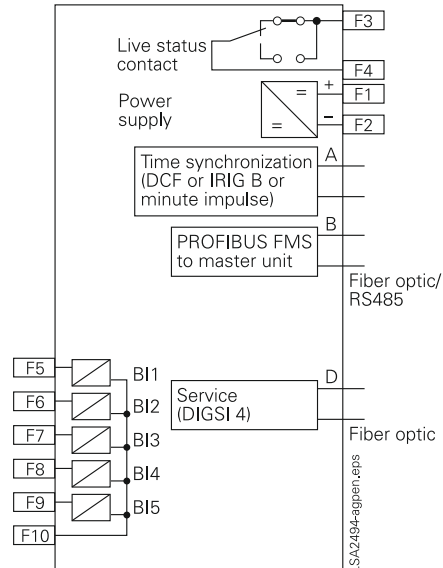 Live status
contact
F3
F4
Power
supply
=
=
+
−
F1
F2
Time synchronization
(DCF or IRIG B or
minute impulse)
A
PROFIBUS FMS
to master unit
B
Fiber optic/
RS485
F5
BI1
F6
BI2
F7
BI3
F8
BI4
F9
BI5
F10
Service
(DIGSI 4)
D
Fiber optic
LSA2494-agpen.eps